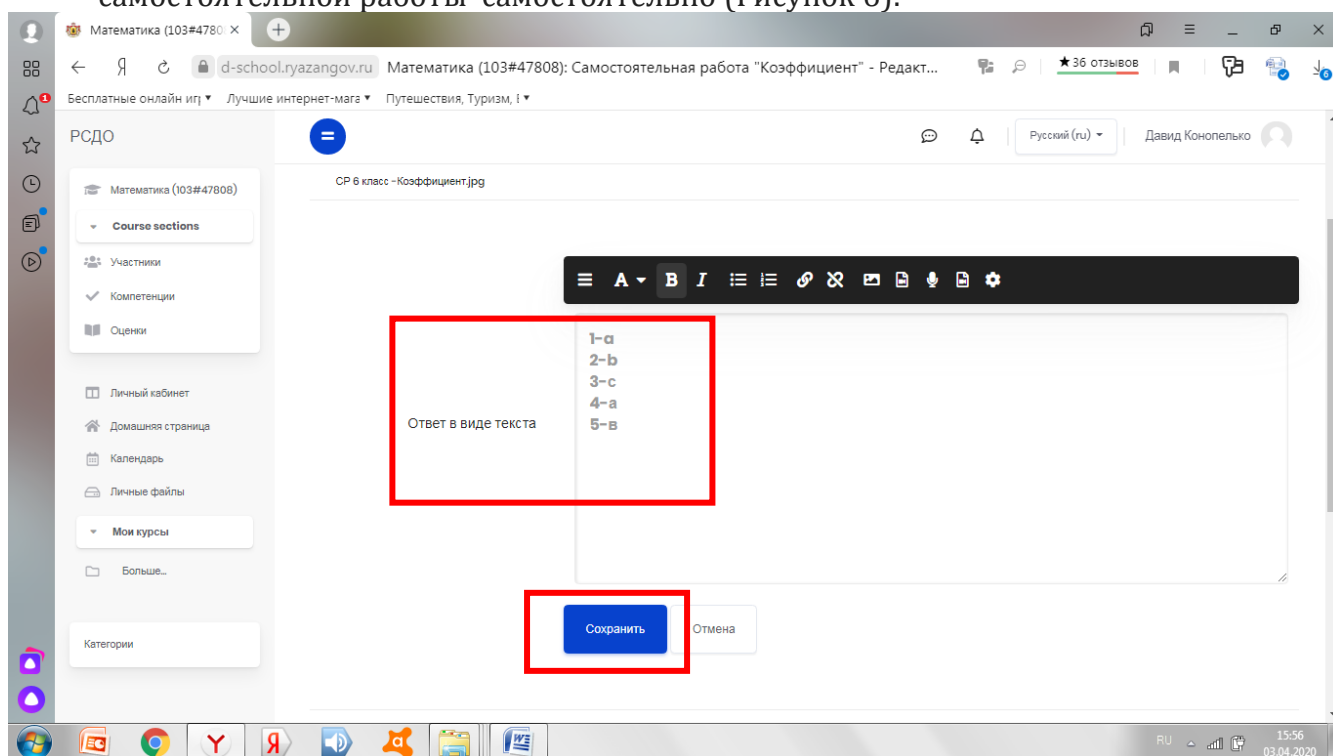 самостоятельной работы самостоятельно (Рисунок 6).
Математика (103#4780
d-school.ryazangov.ru Математика (103#47808): Самостоятельная работа "Коэффициент" - Редакт...
★ 36 отзывов
Бесплатные онлайн иг Лучшие интернет-мага Путешествия, Туризм, І
РСДО
Русский (ru)
Давид Конопелько
Математика (103#47808)
Course sections
Участники
Компетенции
Оценки
Личный кабинет
Домашняя страница
Календарь
Личные файлы
Мои курсы
Больше...
Категории
СР 6 класс -Коэффициент.jpg
A B I
Ответ в виде текста
1-a
2-b
3-c
4-a
5-в
Сохранить
Отмена
RU
15:56
03.04.2020